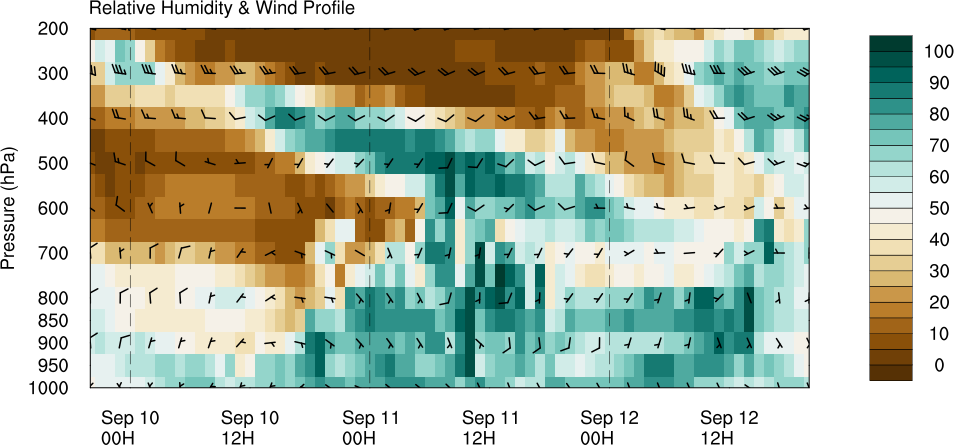 Relative Humidity & Wind Profile
Pressure (hPa)
200
300
400
500
600
700
800
850
900
950
1000
Sep 10
00H
Sep 10
12H
Sep 11
00H
Sep 11
12H
Sep 12
00H
Sep 12
12H
100
90
80
70
60
50
40
30
20
10
0